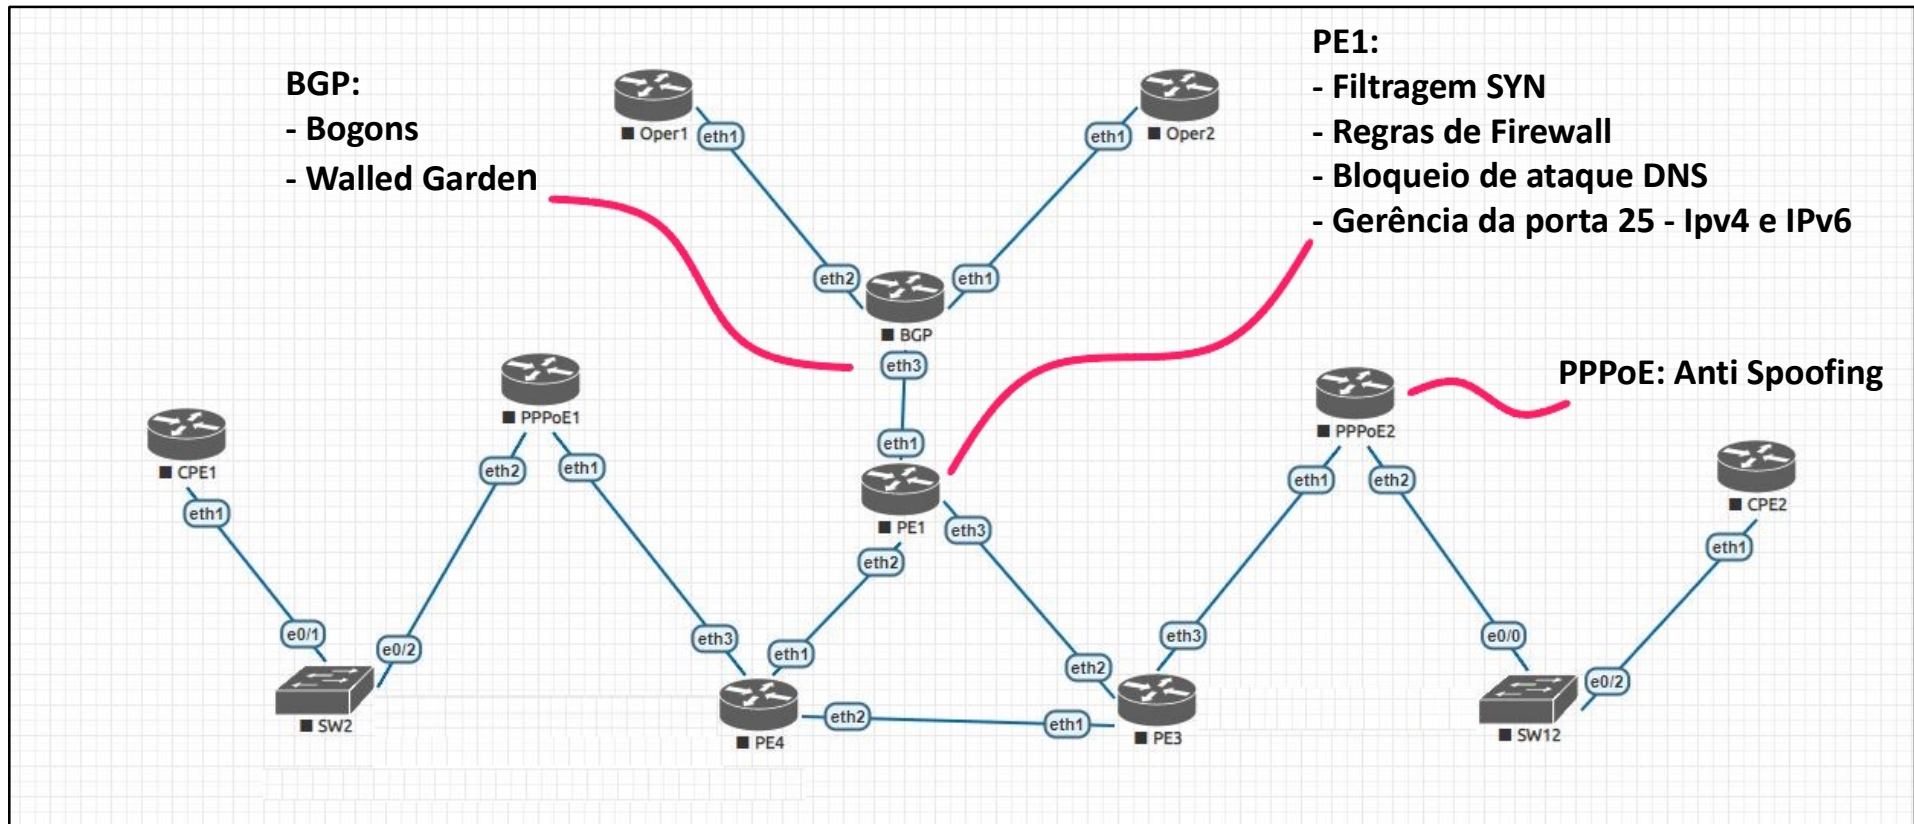 PE1:
- Filtragem SYN
- Regras de Firewall
- Bloqueio de ataque DNS
- Gerência da porta 25 - Ipv4 e IPv6
BGP:
- Bogons
- Walled Garden
Oper1
eth1
eth1
Oper2
eth2
eth1
BGP
eth3
PPPoE: Anti Spoofing
PPPoE1
PPPoE2
eth1
CPE1
eth2
eth1
eth1
eth2
CPE2
eth1
PE1
eth3
eth2
eth1
e0/1
e0/2
eth3
eth1
eth3
e0/0
eth2
e0/2
SW2
eth2
eth1
PE4
PE3
SW12